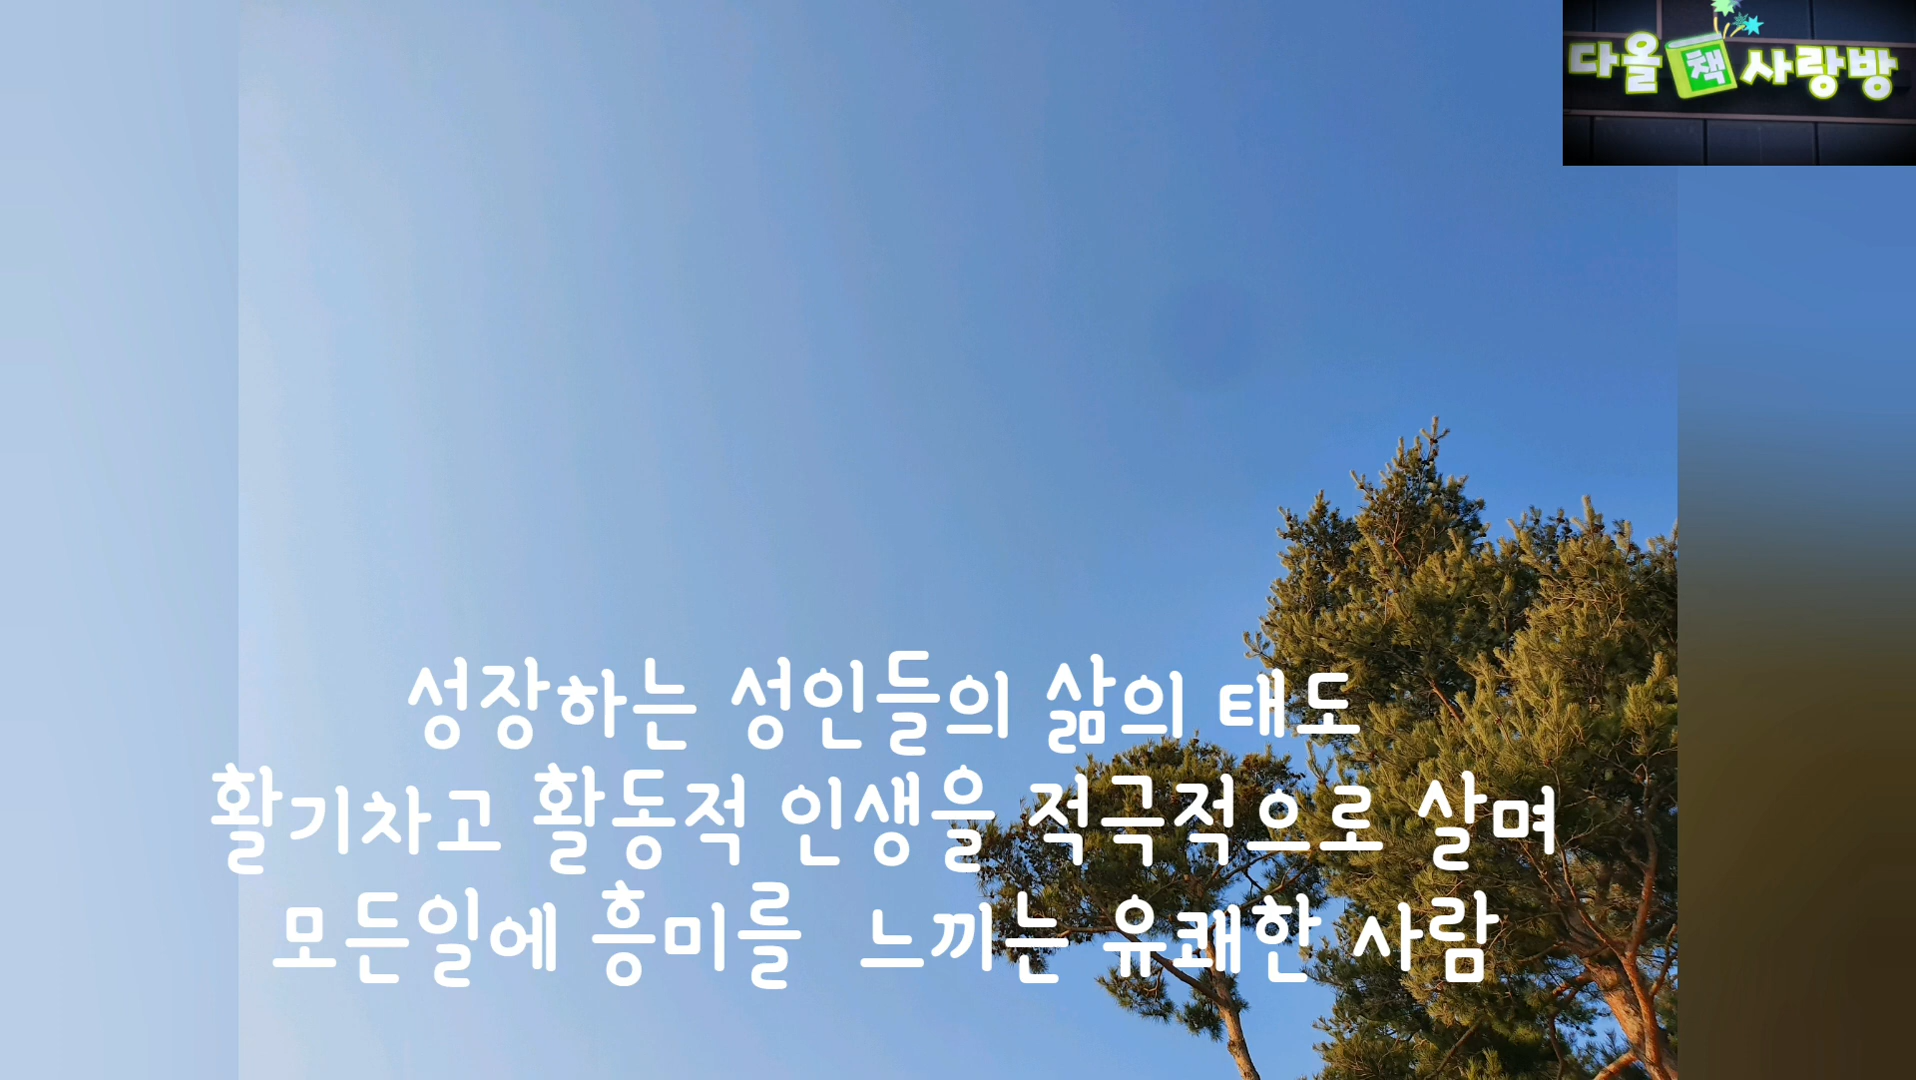 다올 책 사랑방
성장하는 성인들의 삶의 태도
활기차고 활동적 인생을 적극적으로 살며
모든일에 흥미를 느끼는 유쾌한 사람